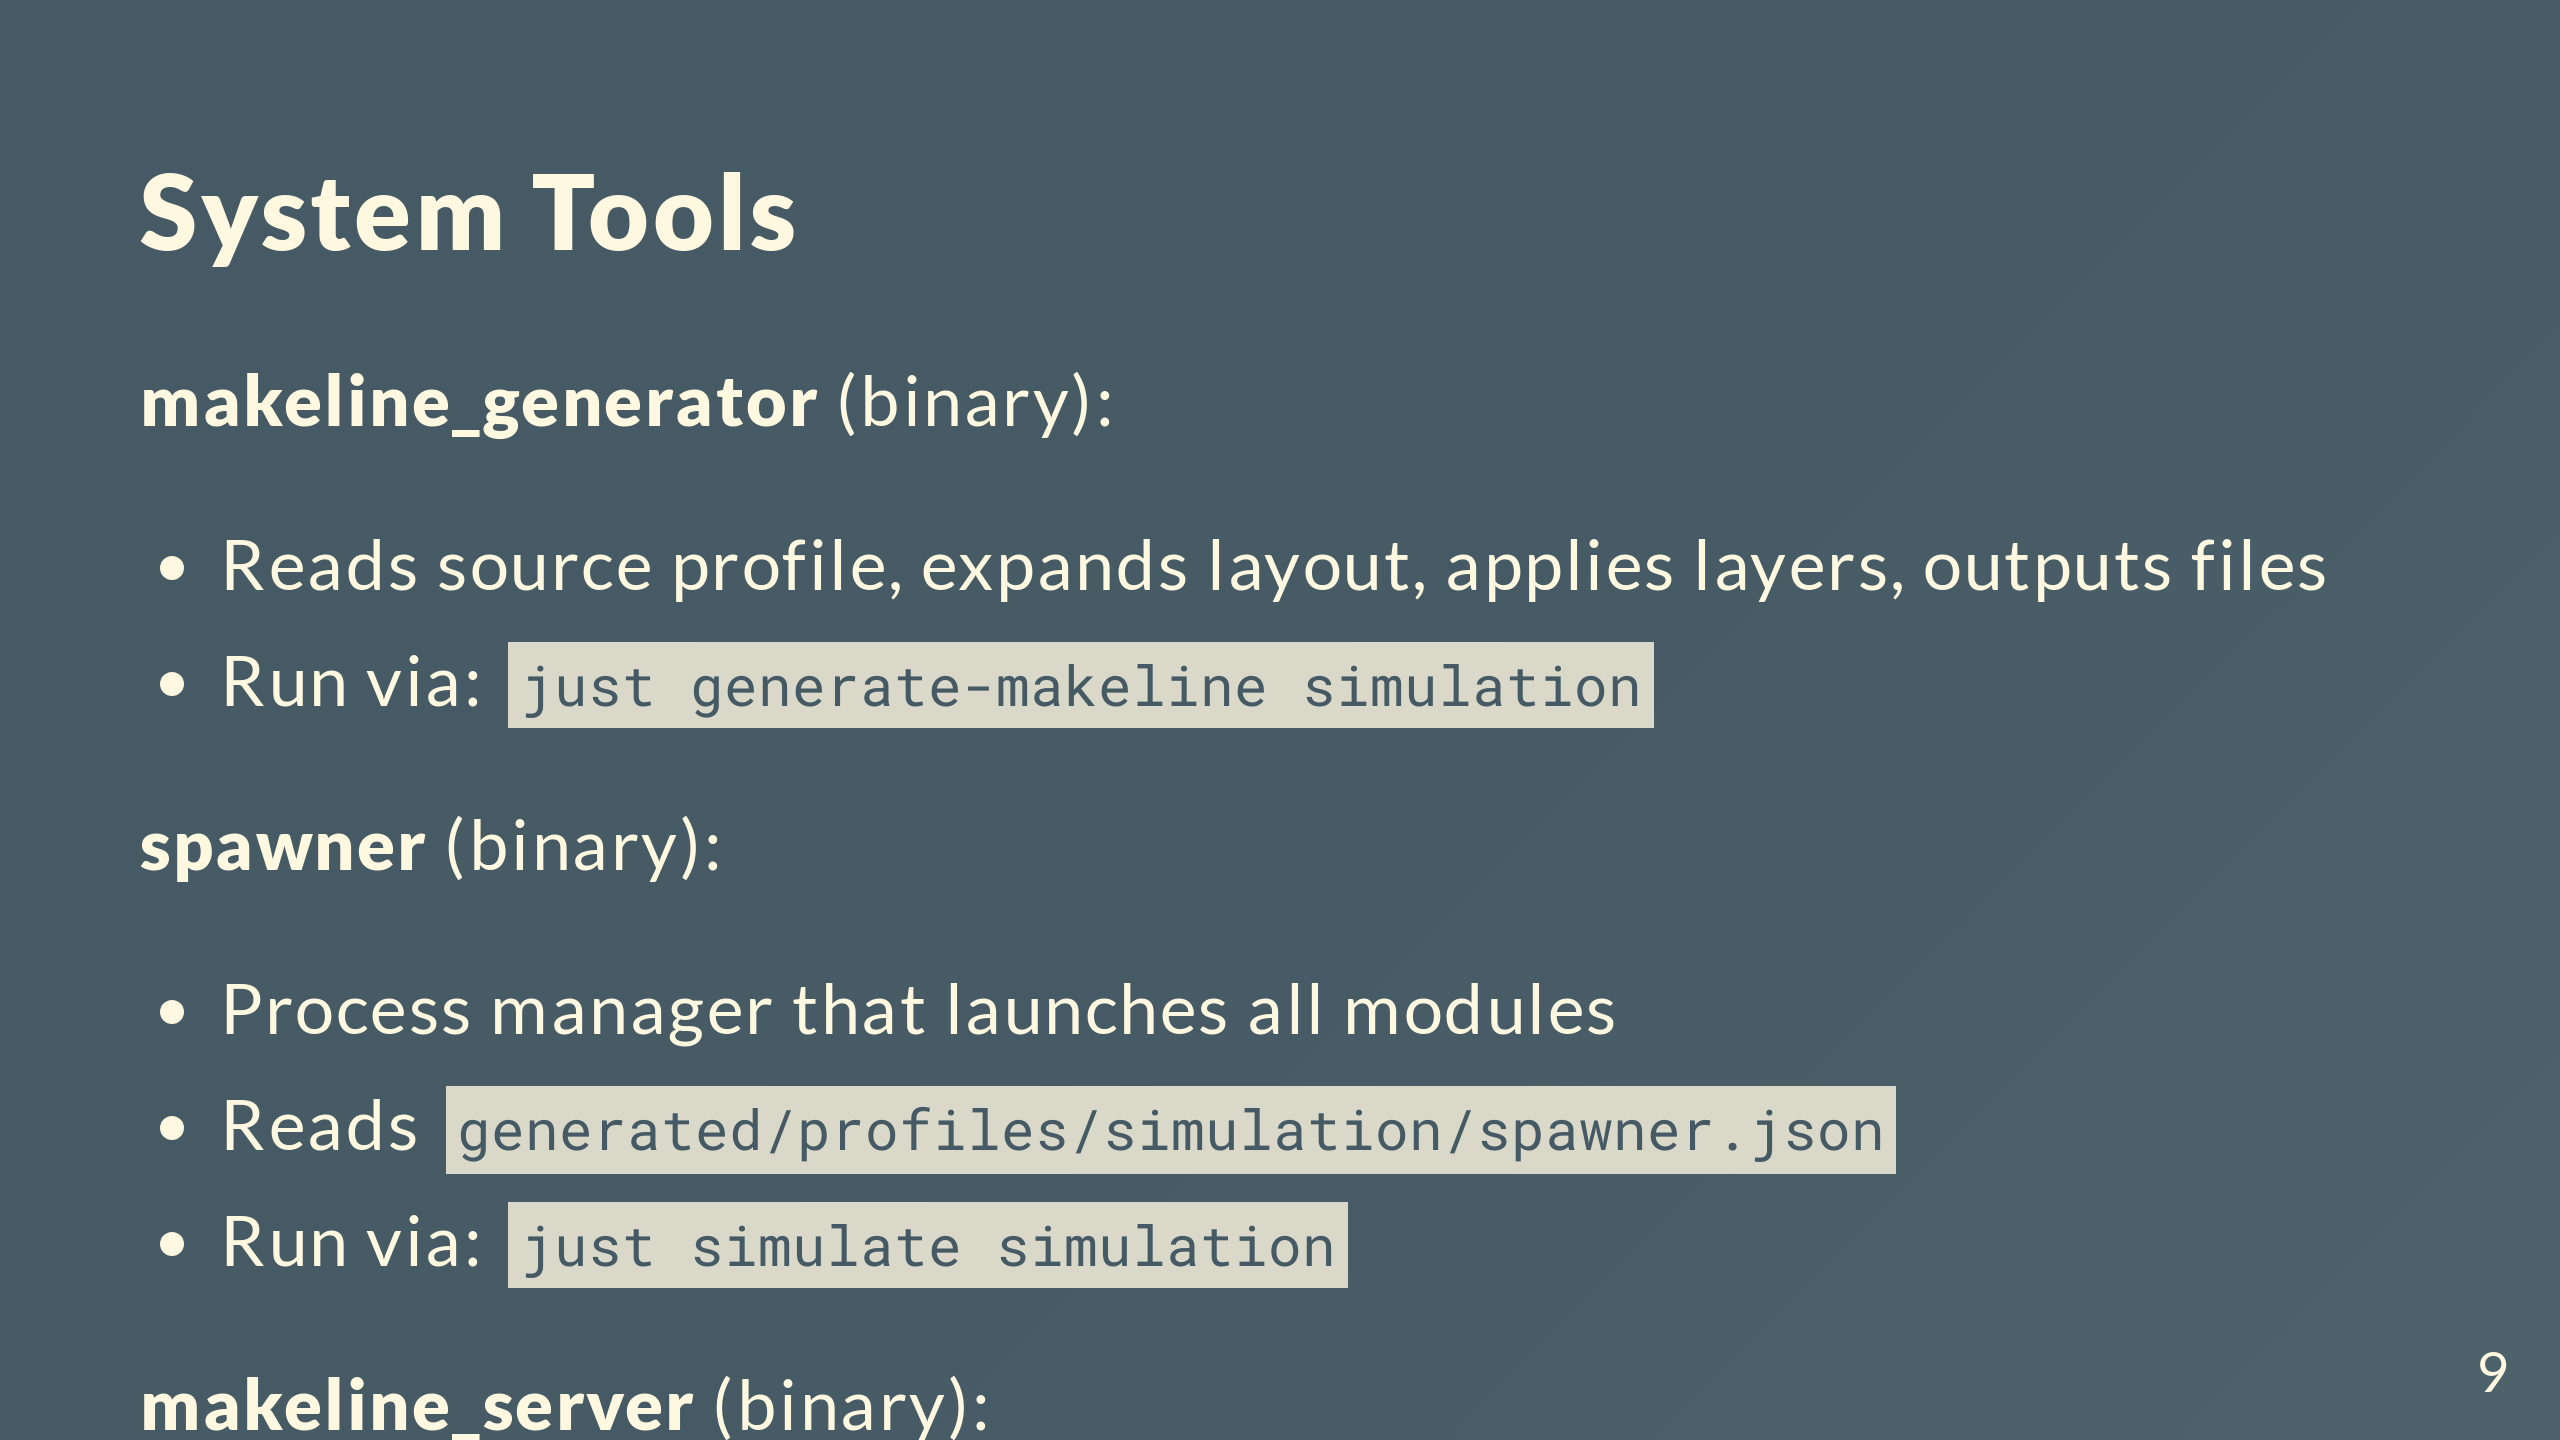 System Tools
makeline_generator (binary):
• Reads source profile, expands layout, applies layers, outputs files
• Run via: just generate-makeline simulation
spawner (binary):
• Process manager that launches all modules
• Reads generated/profiles/simulation/spawner.json
• Run via: just simulate simulation
makeline_server (binary):
9